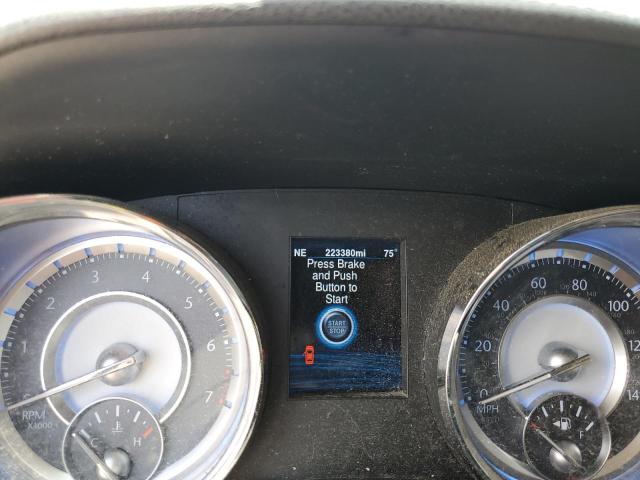 NE 223380mi 75°
Press Brake
and Push
Button to
Start
START
STOP
1 2 3 4 5 6 7
RPM
X1000
C H
0 20 40 60 80 100
MPH
F